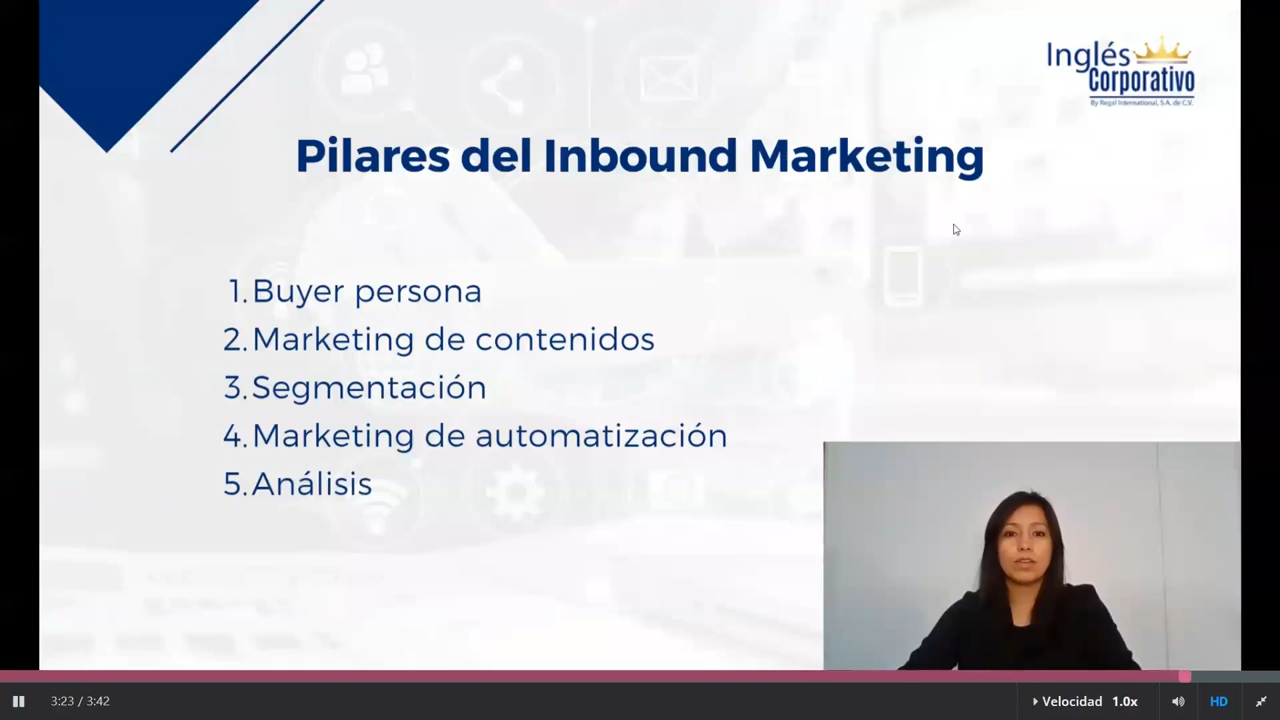 Inglés
Corporativo
By Regal International, S.A. de C.V.
Pilares del Inbound Marketing
1. Buyer persona
2. Marketing de contenidos
3. Segmentación
4. Marketing de automatización
5. Análisis
3:23 / 3:42
Velocidad 1.0x
HD